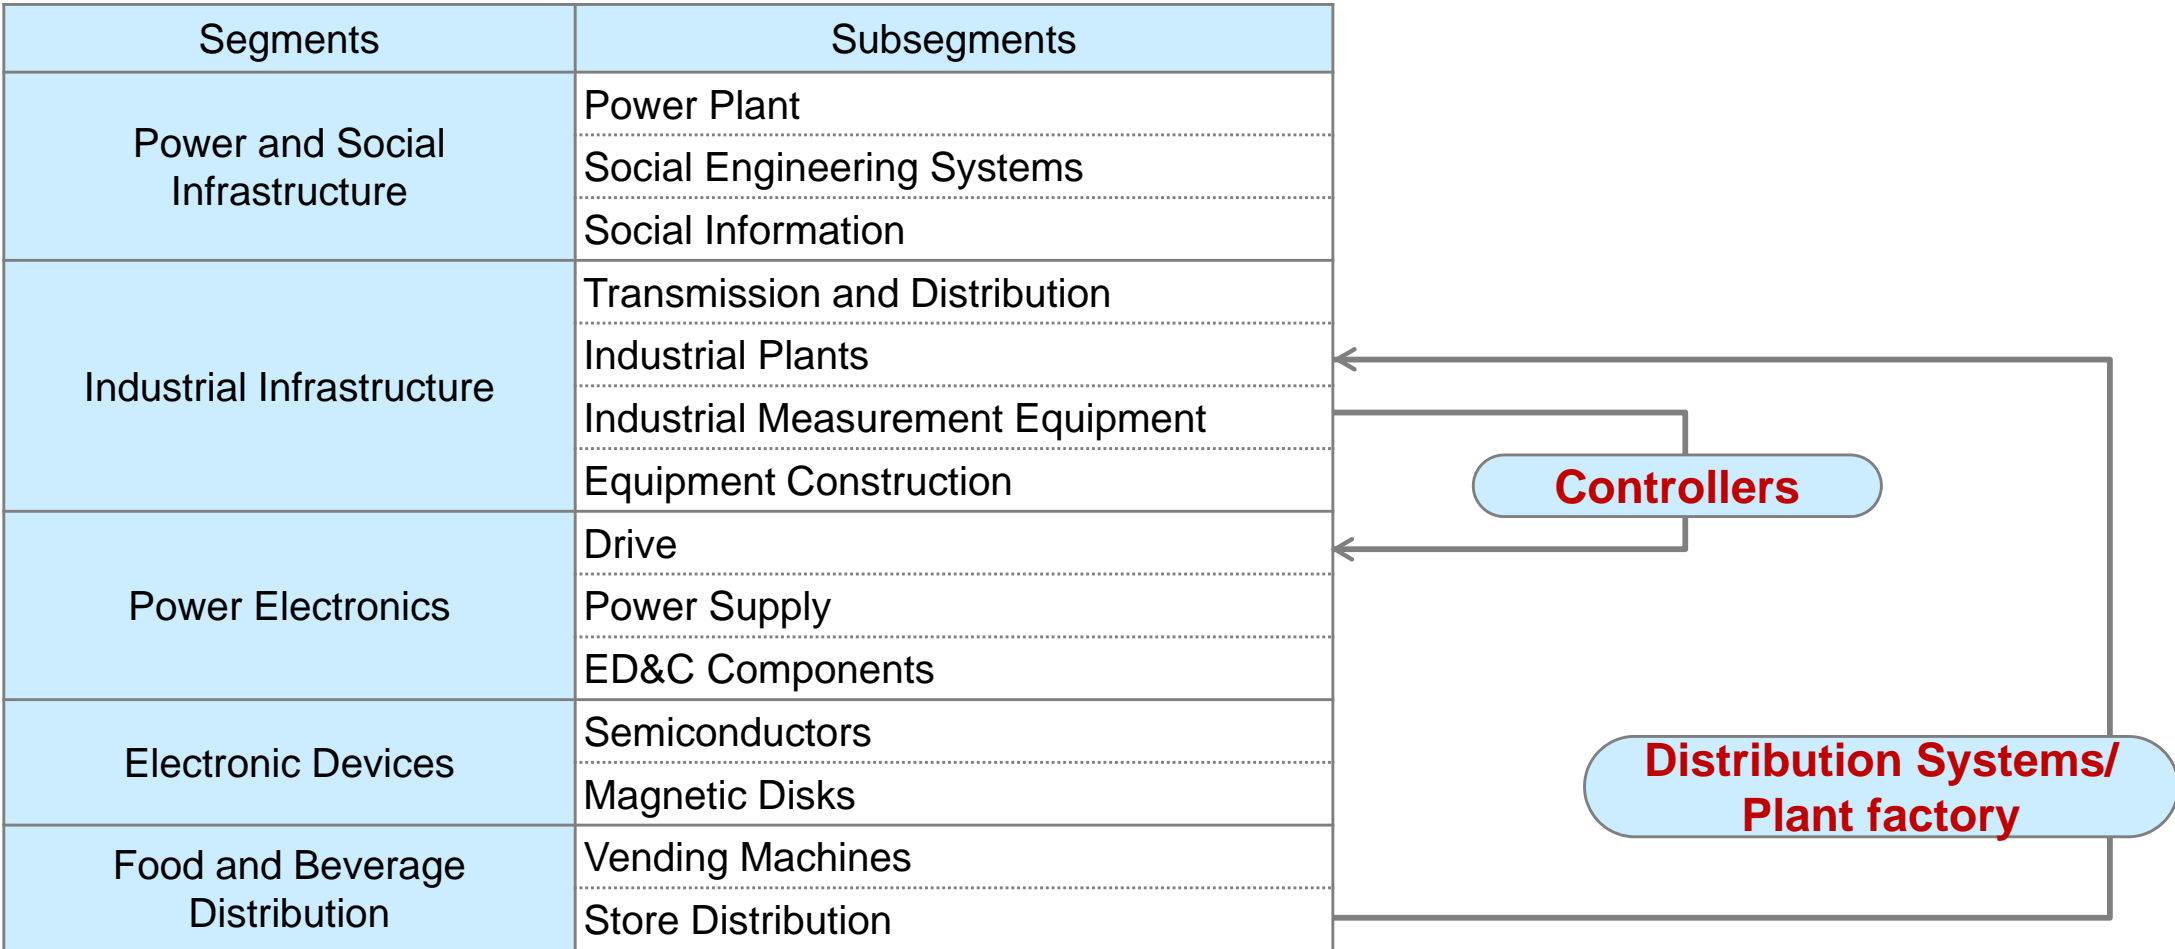 Segments
Subsegments
Power and Social
Infrastructure
Power Plant
Social Engineering Systems
Social Information
Industrial Infrastructure
Transmission and Distribution
Industrial Plants
Industrial Measurement Equipment
Equipment Construction
Power Electronics
Drive
Power Supply
ED&C Components
Electronic Devices
Semiconductors
Magnetic Disks
Food and Beverage
Distribution
Vending Machines
Store Distribution
Controllers
Distribution Systems/
Plant factory